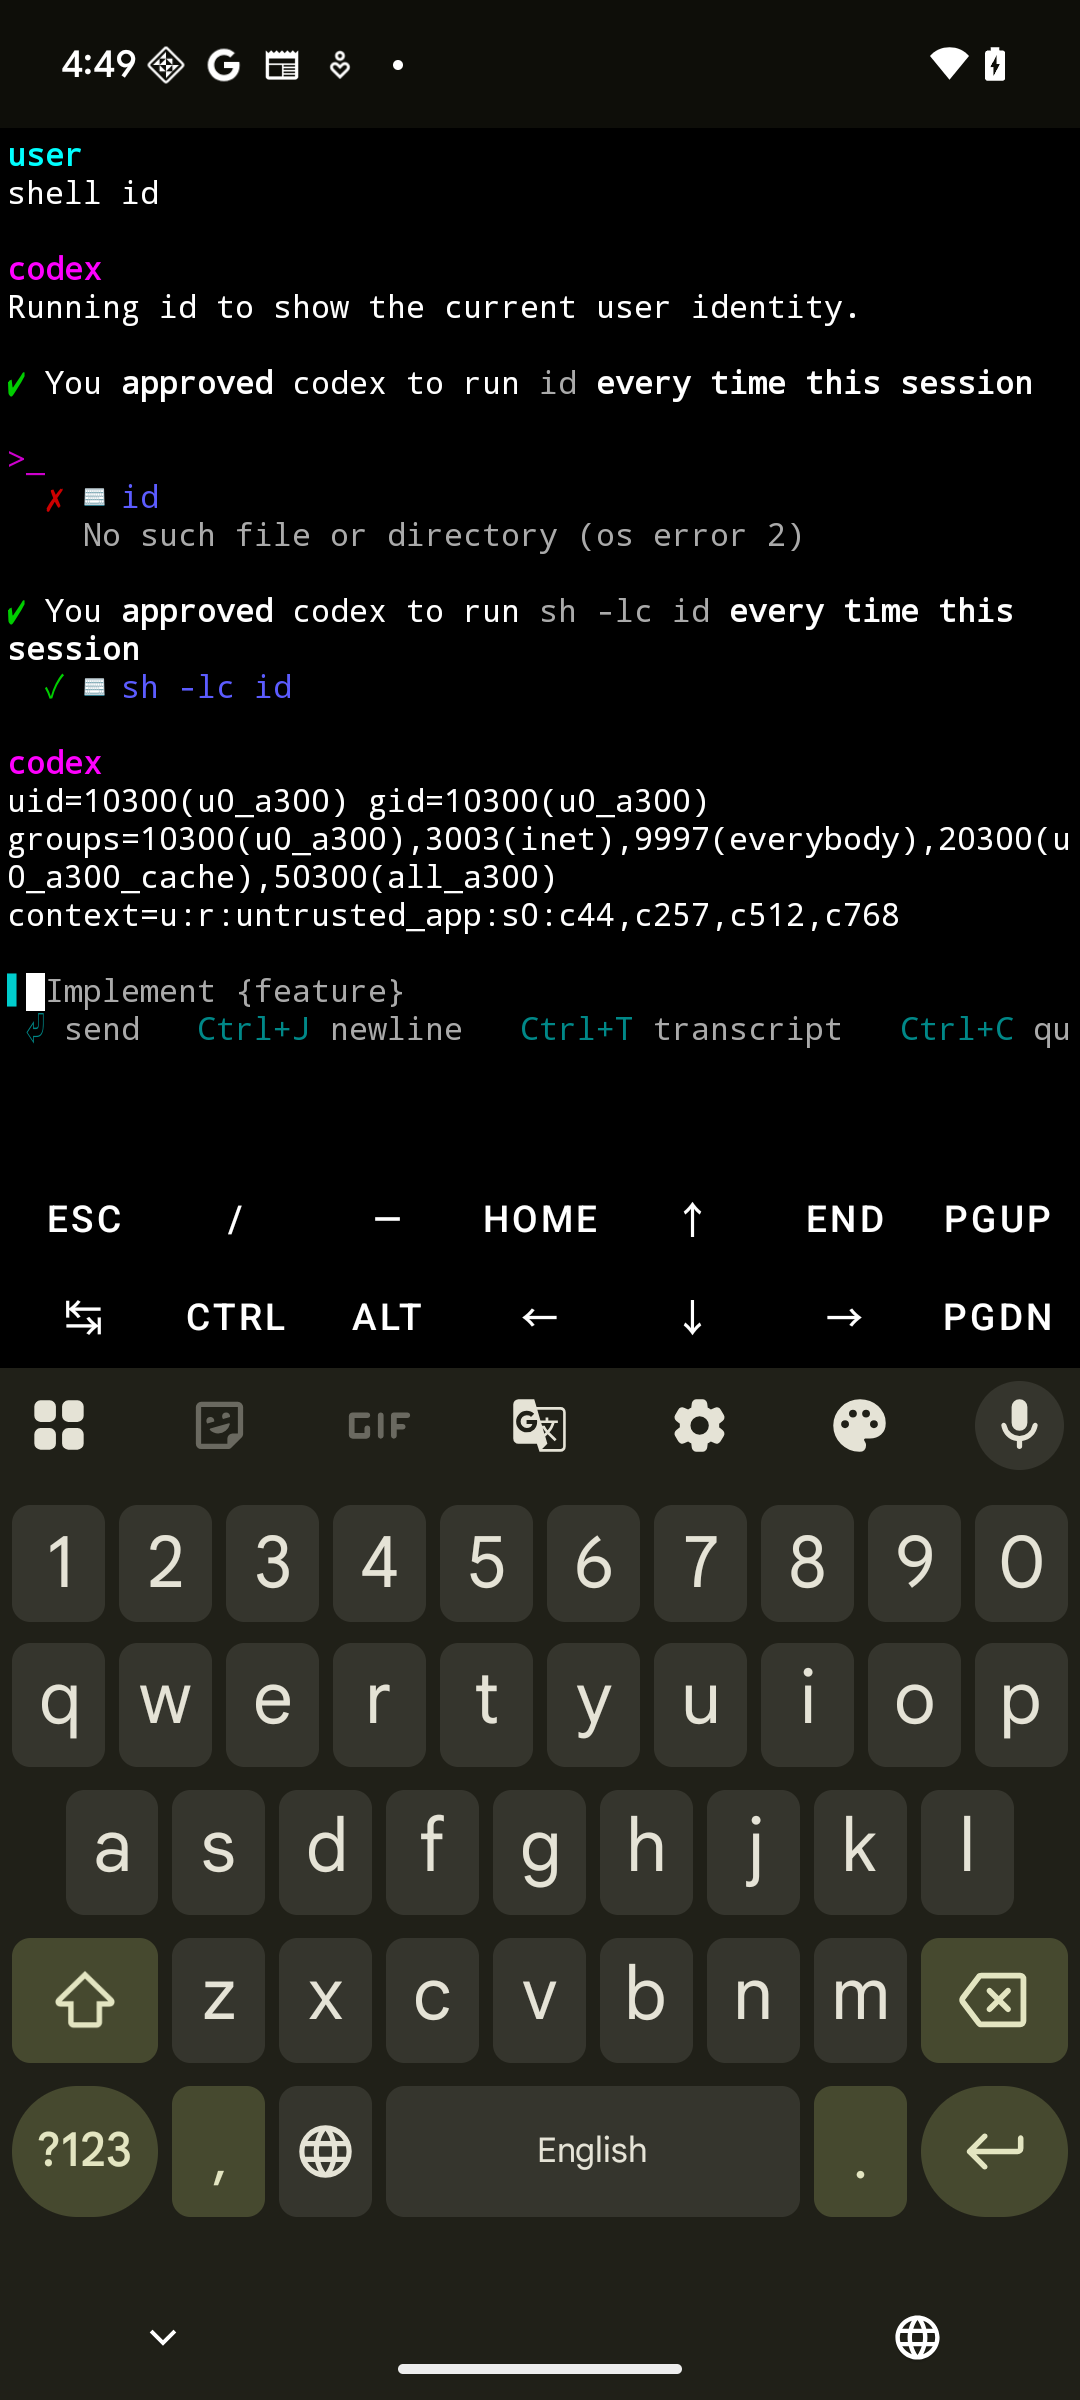 4:49
user
shell id
codex
Running id to show the current user identity.
✔ You approved codex to run id every time this session
>_
✗ id
No such file or directory (os error 2)
✔ You approved codex to run sh -lc id every time this
session
✓ sh -lc id
codex
uid=10300(u0_a300) gid=10300(u0_a300)
groups=10300(u0_a300),3003(inet),9997(everybody),20300(u
0_a300_cache),50300(all_a300)
context=u:r:untrusted_app:s0:c44,c257,c512,c768
Implement {feature}
⏎ send   Ctrl+J newline   Ctrl+T transcript   Ctrl+C qu
ESC / — HOME ↑ END PGUP
↹ CTRL ALT ← ↓ → PGDN
GIF
1 2 3 4 5 6 7 8 9 0
q w e r t y u i o p
a s d f g h j k l
z x c v b n m
?123 , English .